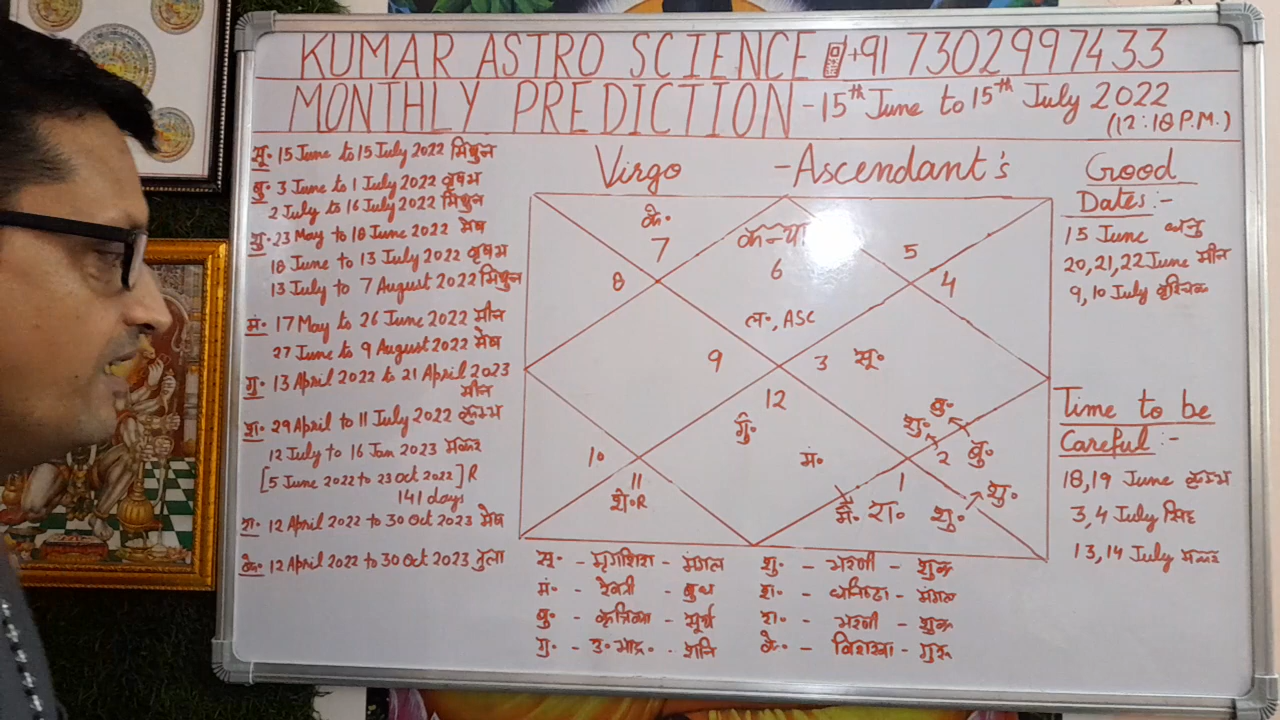 KUMAR ASTRO SCIENCE +91 7302997433
MONTHLY PREDICTION - 15th June to 15th July 2022
(12:18 P.M.)
सू॰ 15 June to 15 July 2022 मिथुन
बु॰ 3 June to 1 July 2022 वृषभ
2 July to 16 July 2022 मिथुन
शु॰ 23 May to 18 June 2022 मेष
18 June to 13 July 2022 वृषभ
13 July to 7 August 2022 मिथुन
मं॰ 17 May to 26 June 2022 मीन
27 June to 9 August 2022 मेष
गु॰ 13 April 2022 to 21 April 2023
मीन
श॰ 29 April to 11 July 2022 कुम्भ
12 July to 16 Jan 2023 मकर
[5 June 2022 to 23 Oct 2022] R
141 days
रा॰ 12 April 2022 to 30 Oct 2023 मेष
के॰ 12 April 2022 to 30 Oct 2023 तुला
Virgo - Ascendant's
के॰
7
कन्या
6
5
8
4
ल॰, ASC
9
3 सू॰
12
गु॰
बु॰
शु॰
2 बु॰
10
मं॰
11
श॰R
1
मं॰ रा॰ शु॰ शु॰
सू॰ - मृगशिरा - मंगल
मं॰ - रेवती - बुध
बु॰ - कृत्तिका - सूर्य
गु॰ - उ॰ भाद्र॰ - शनि
शु॰ - भरणी - शुक्र
श॰ - धनिष्ठा - मंगल
रा॰ - भरणी - शुक्र
के॰ - विशाखा - गुरू
Good
Dates:-
15 June धनु
20,21,22 June मीन
9,10 July वृश्चिक
Time to be
Careful:-
18,19 June कुम्भ
3,4 July सिंह
13,14 July मकर